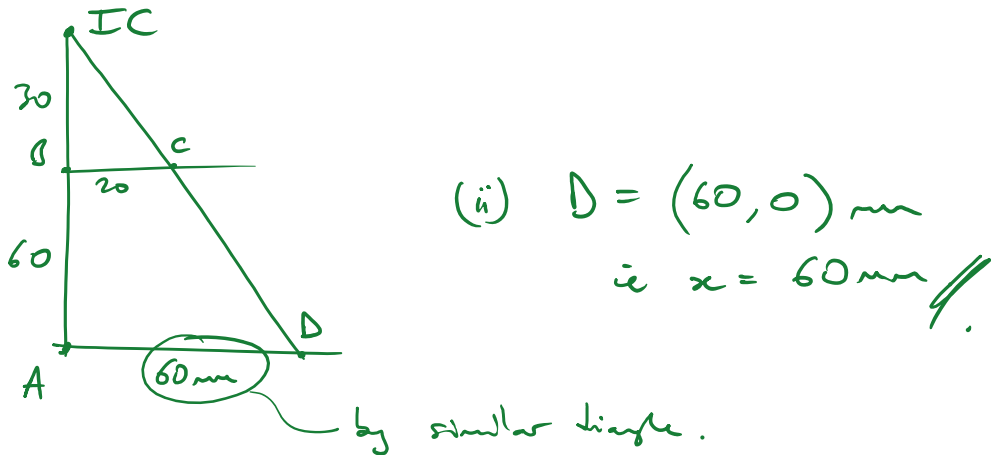 IC
30
B
C
20
60
D
A
60 mm
by similar triangle.
(ii) D = (60, 0) mm
ie x = 60 mm